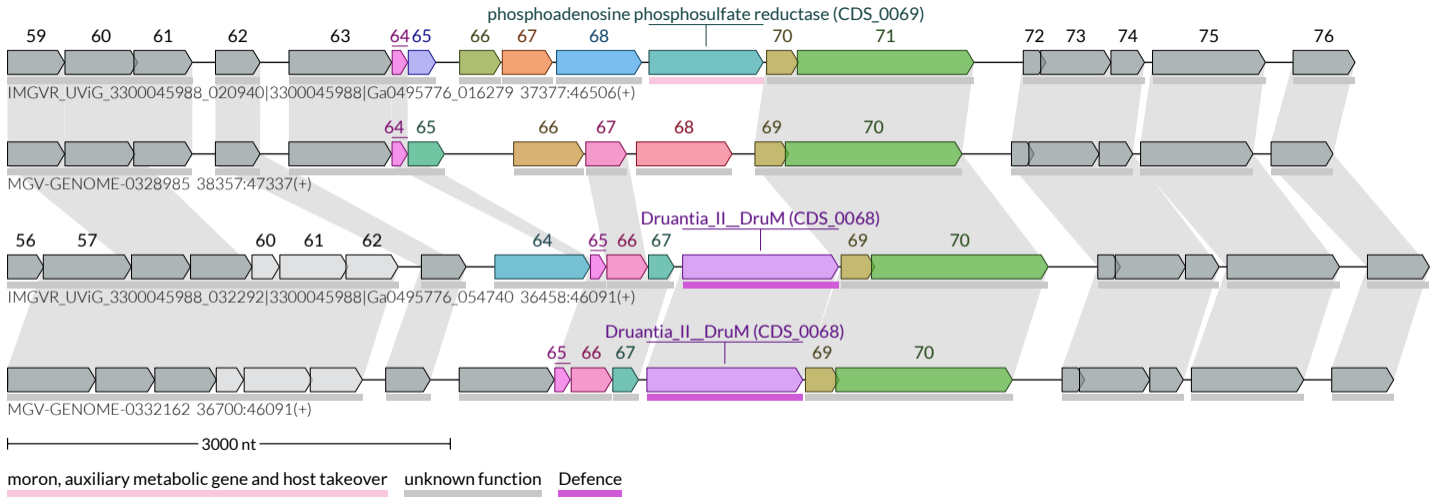 phosphoadenosine phosphosulfate reductase (CDS_0069)
59 60 61 62 63 64 65 66 67 68 70 71 72 73 74 75 76
IMGVR_UViG_3300045988_020940|3300045988|Ga0495776_016279 37377:46506(+)
64 65 66 67 68 69 70
MGV-GENOME-0328985 38357:47337(+)
Druantia_II__DruM (CDS_0068)
56 57 60 61 62 64 65 66 67 69 70
IMGVR_UViG_3300045988_032292|3300045988|Ga0495776_054740 36458:46091(+)
Druantia_II__DruM (CDS_0068)
65 66 67 69 70
MGV-GENOME-0332162 36700:46091(+)
3000 nt
moron, auxiliary metabolic gene and host takeover unknown function Defence